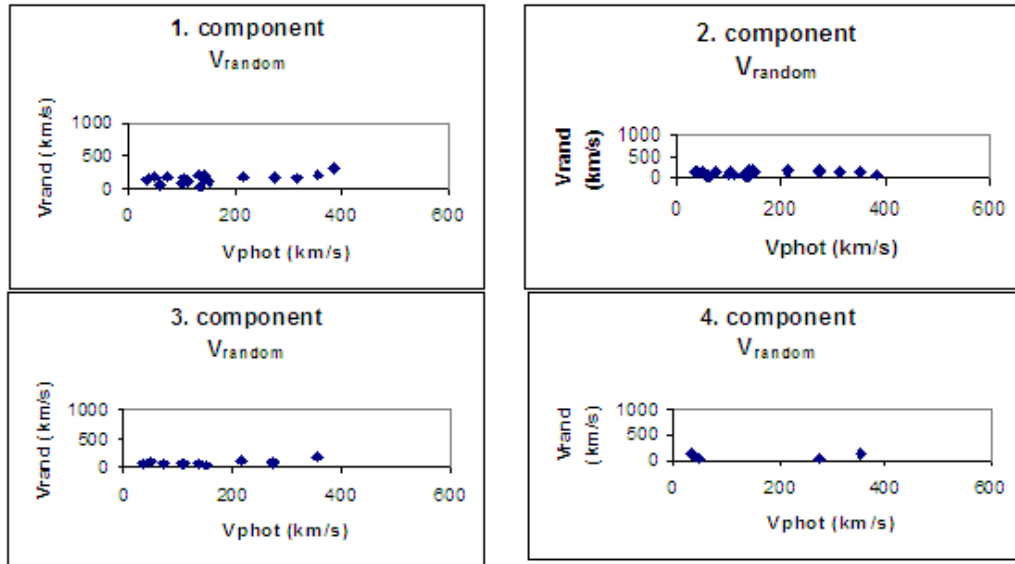 1. component
Vrandom
Vrand (km/s)
1000
500
0
0 200 400 600
Vphot (km/s)
2. component
Vrandom
Vrand
(km/s)
1000
500
0
0 200 400 600
Vphot (km/s)
3. component
Vrandom
Vrand (km/s)
1000
500
0
0 200 400 600
Vphot (km/s)
4. component
Vrandom
Vrand
(km/s)
1000
500
0
0 200 400 600
Vphot (km/s)